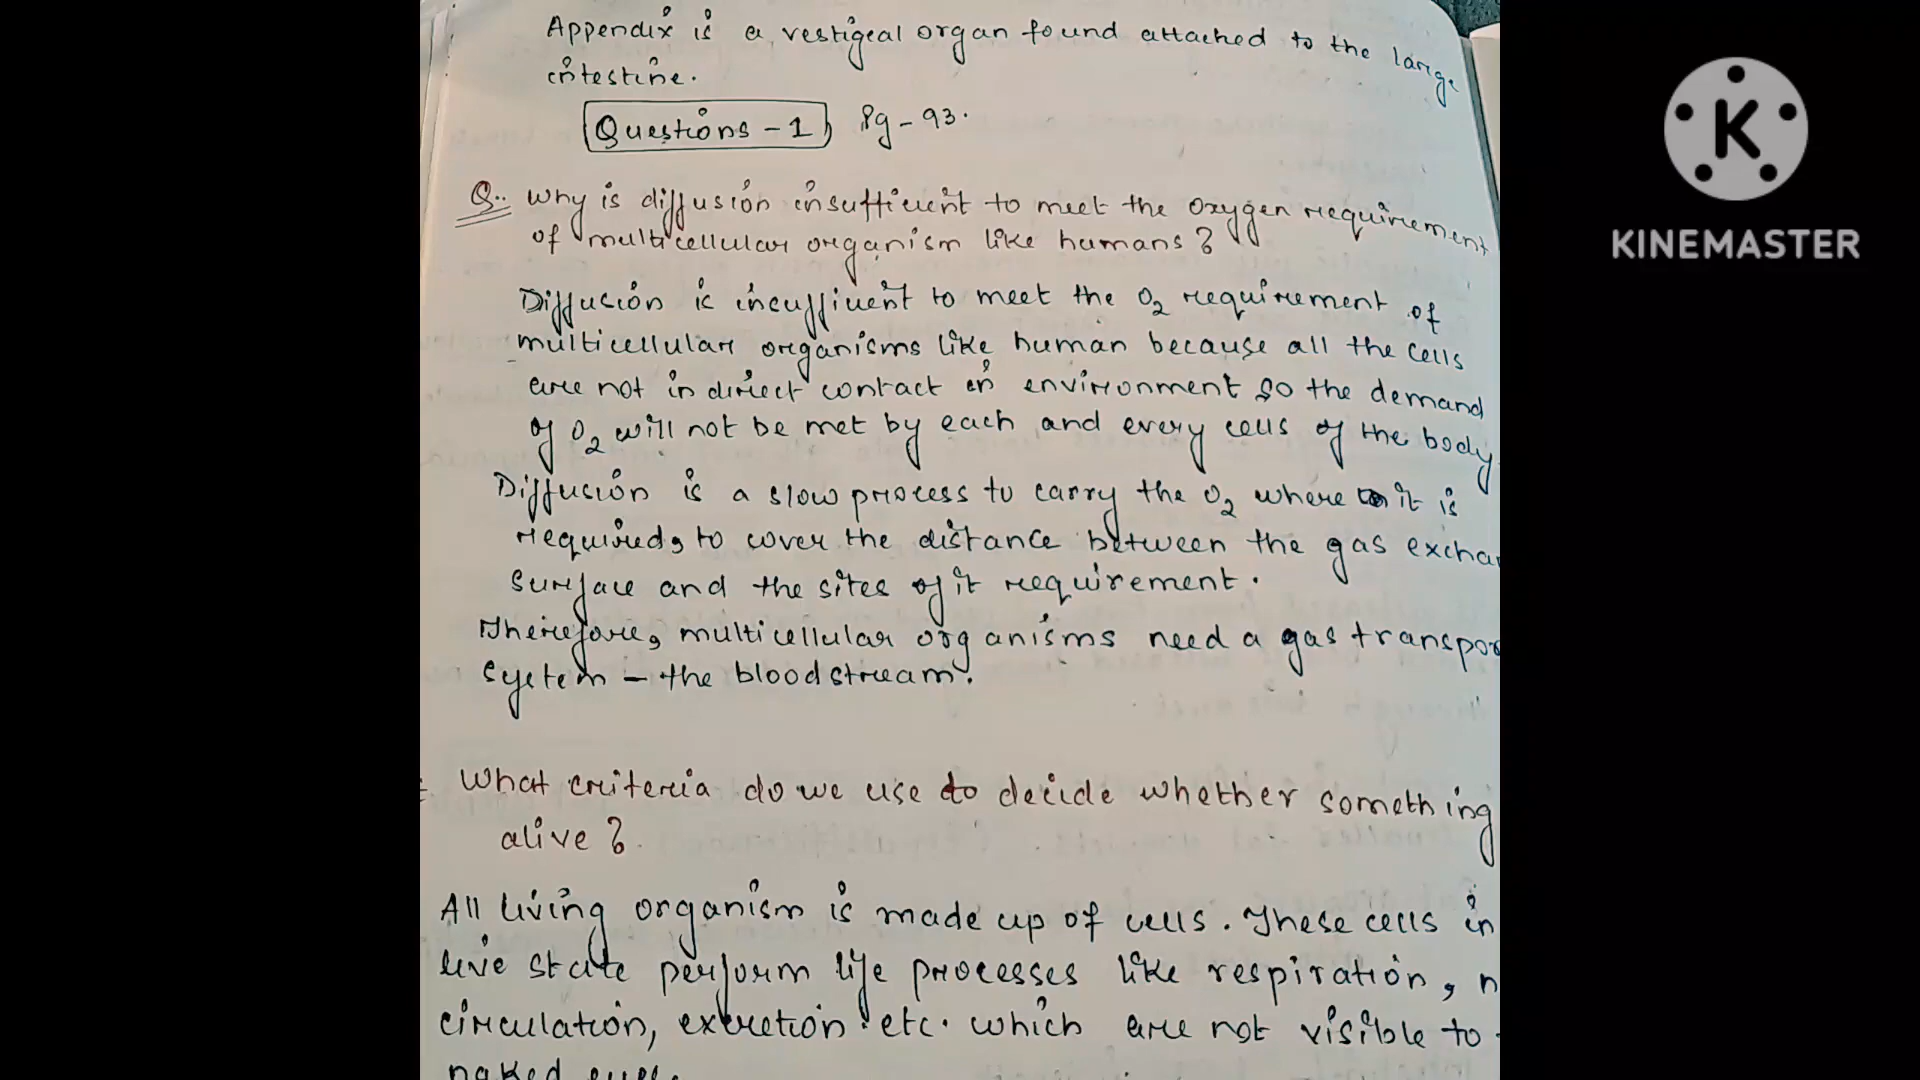 Appendix is a vestigeal organ found attached to the large
intestine.
Questions - 1 Pg - 93.
Q. Why is diffusion insufficient to meet the oxygen requirement
of multicellular organism like humans ?
Diffusion is insuffiuent to meet the O2 requirement of
multicellular organisms like human because all the cells
are not in direct contact in environment so the demand
of O2 will not be met by each and every cells of the body
Diffusion is a slow process to carry the O2 where it is
required, to cover the distance between the gas excha
surface and the sites of it requirement.
Therefore, multicellular organisms need a gas transpor
system - the bloodstream.
What criteria do we use to decide whether something
alive ?
All living organism is made up of cells. These cells in
live state perform life processes like respiration, n
circulation, excretion etc. which are not visible to
naked
K
KINEMASTER